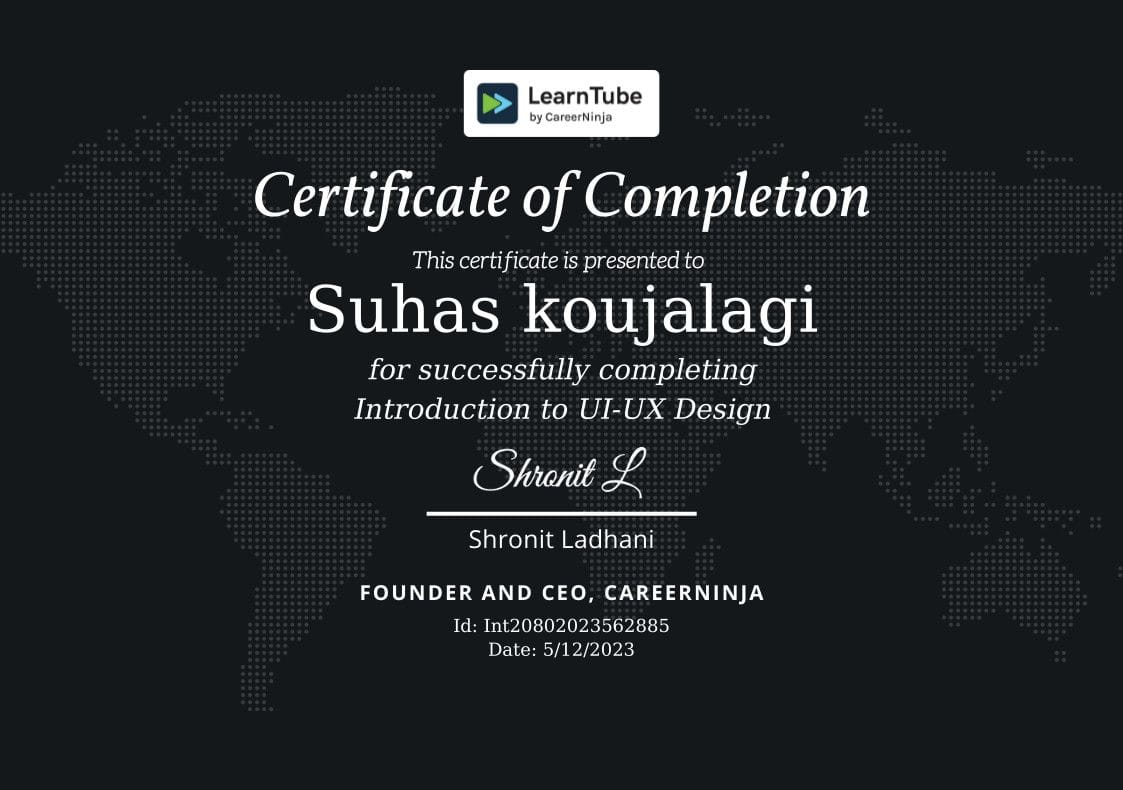 LearnTube
by CareerNinja
Certificate of Completion
This certificate is presented to
Suhas koujalagi
for successfully completing
Introduction to UI-UX Design
Shronit L
Shronit Ladhani
FOUNDER AND CEO, CAREERNINJA
Id: Int20802023562885
Date: 5/12/2023